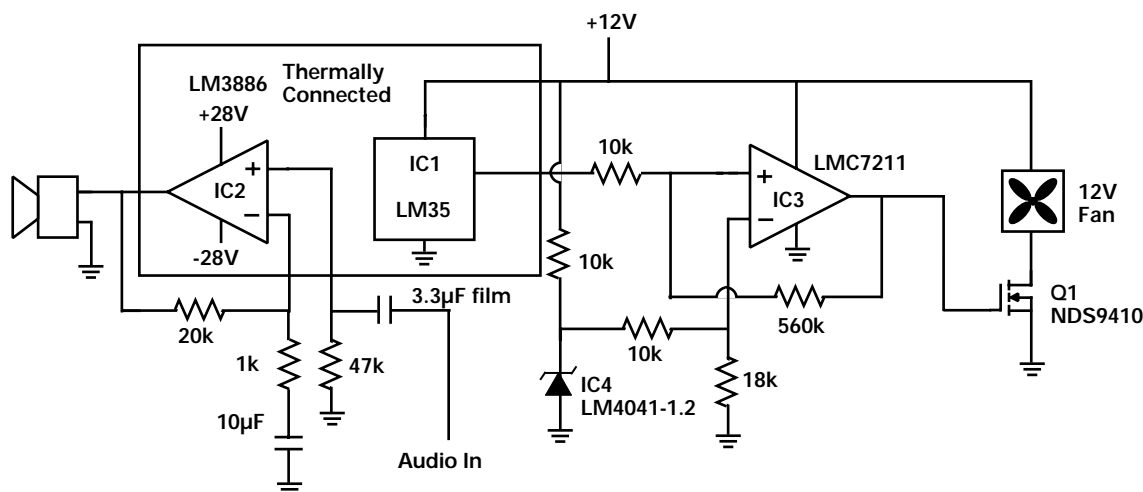 +12V
LM3886
Thermally
Connected
+28V
10k
LMC7211
+
IC2
–
IC1
LM35
+
IC3
–
12V
Fan
-28V
10k
3.3µF film
Q1
NDS9410
20k
560k
10k
1k
47k
IC4
LM4041-1.2
18k
10µF
Audio In